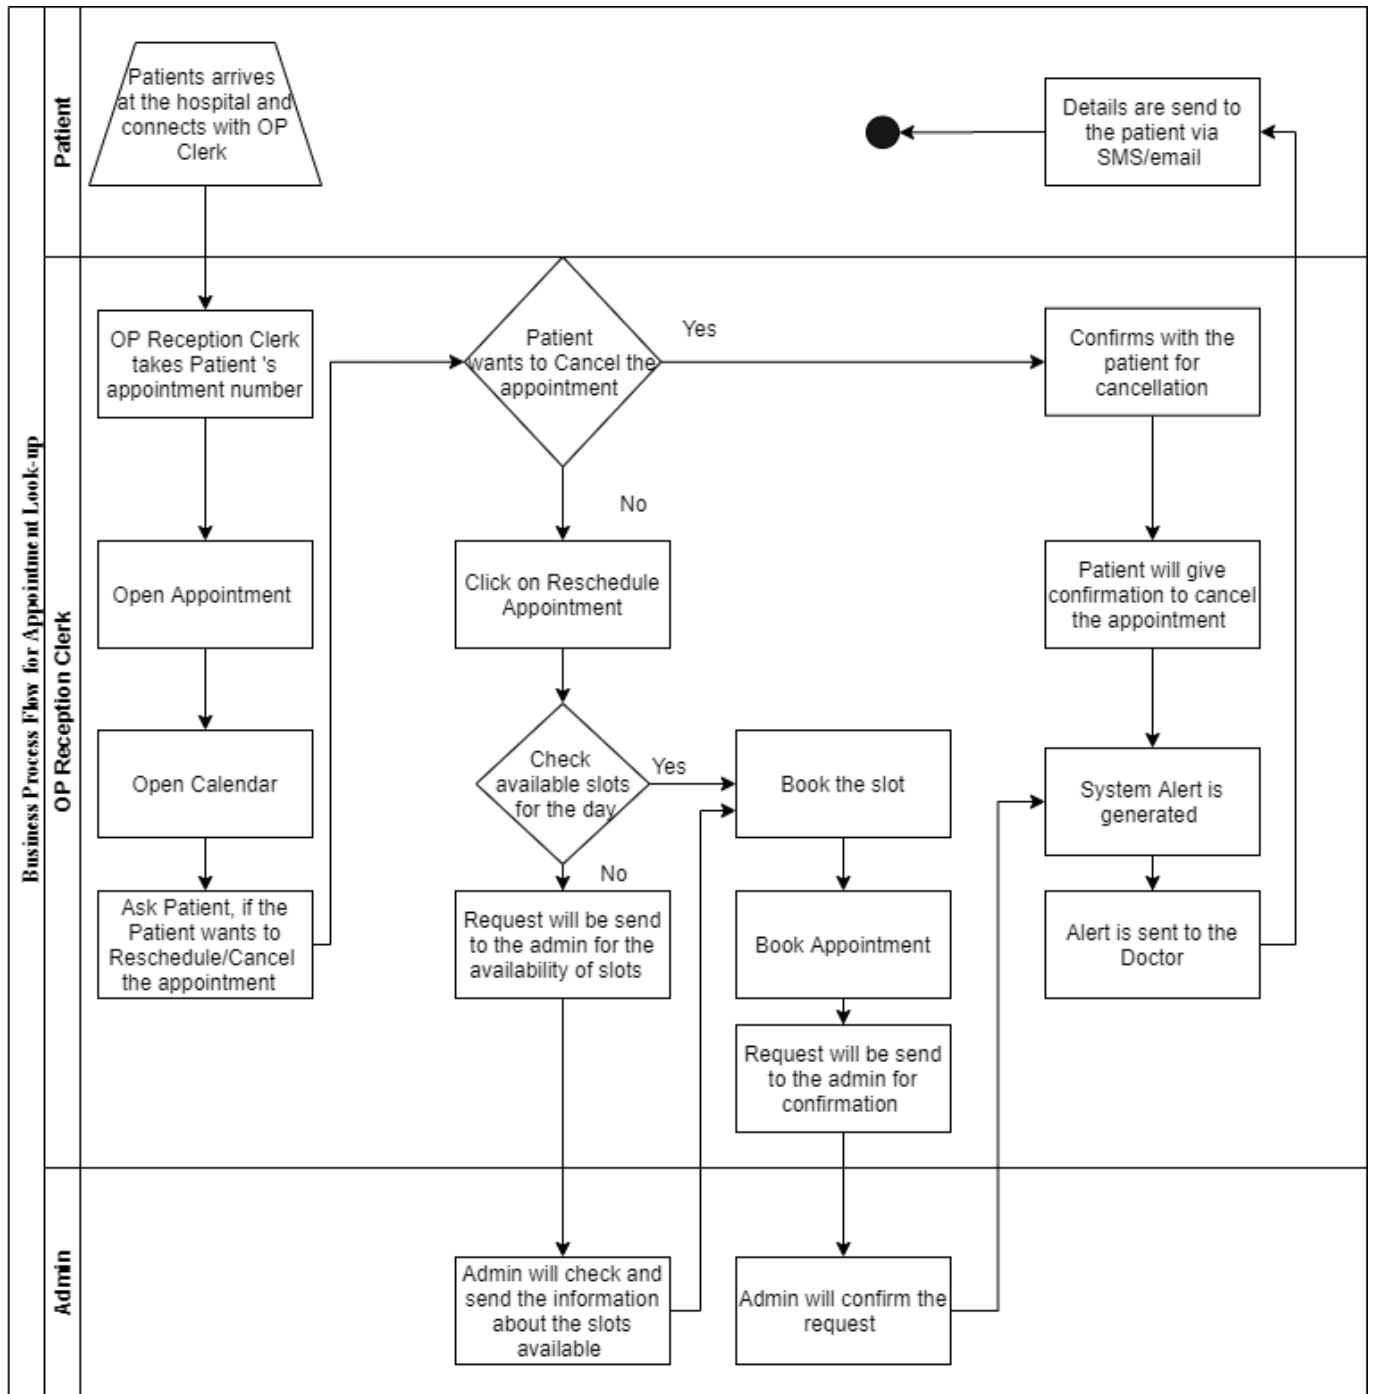 Business Process Flow for Appointment Look-up
Patient
Patients arrives
at the hospital and
connects with OP
Clerk
Details are send to
the patient via
SMS/email
OP Reception Clerk
OP Reception Clerk
takes Patient 's
appointment number
Open Appointment
Open Calendar
Ask Patient, if the
Patient wants to
Reschedule/Cancel
the appointment
Patient
wants to Cancel the
appointment
Yes
No
Click on Reschedule
Appointment
Check
available slots
for the day
Yes
No
Request will be send
to the admin for the
availability of slots
Book the slot
Book Appointment
Request will be send
to the admin for
confirmation
Confirms with the
patient for
cancellation
Patient will give
confirmation to cancel
the appointment
System Alert is
generated
Alert is sent to the
Doctor
Admin
Admin will check and
send the information
about the slots
available
Admin will confirm the
request